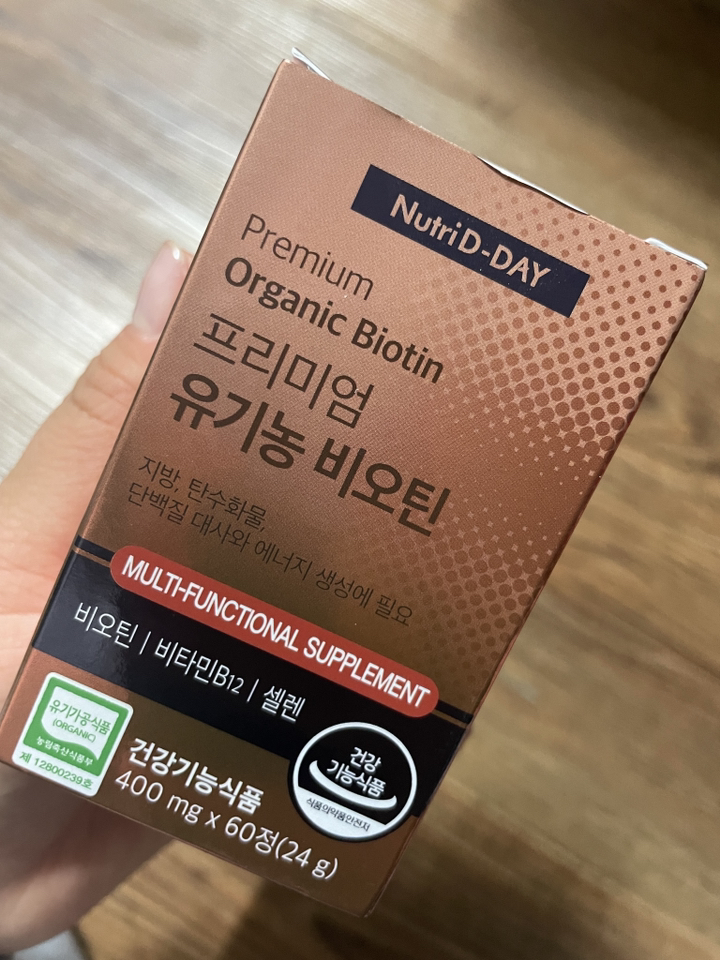 NutriD-DAY
Premium
Organic Biotin
프리미엄
유기농 비오틴
지방, 탄수화물,
단백질 대사와 에너지 생성에 필요
MULTI-FUNCTIONAL SUPPLEMENT
비오틴 | 비타민B12 | 셀렌
유기가공식품
(ORGANIC)
농림축산식품부
제 12800239호
건강기능식품
400 mg x 60정(24 g)
건강
기능식품
식품의약품안전처